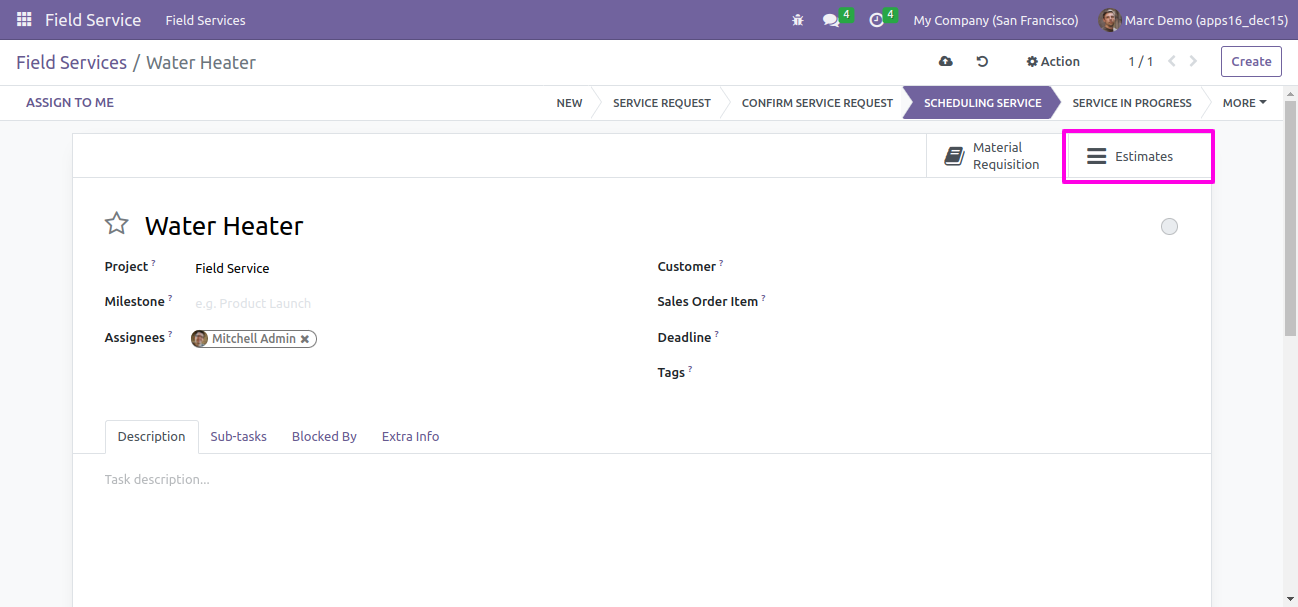 Field Service Field Services 4 4 My Company (San Francisco) Marc Demo (apps16_dec15)
Field Services / Water Heater Action 1 / 1 Create
ASSIGN TO ME NEW SERVICE REQUEST CONFIRM SERVICE REQUEST SCHEDULING SERVICE SERVICE IN PROGRESS MORE
Material
Requisition
Estimates
Water Heater
Project ? Field Service
Customer ?
Milestone ? e.g. Product Launch
Sales Order Item ?
Assignees ? Mitchell Admin
Deadline ?
Tags ?
Description Sub-tasks Blocked By Extra Info
Task description...